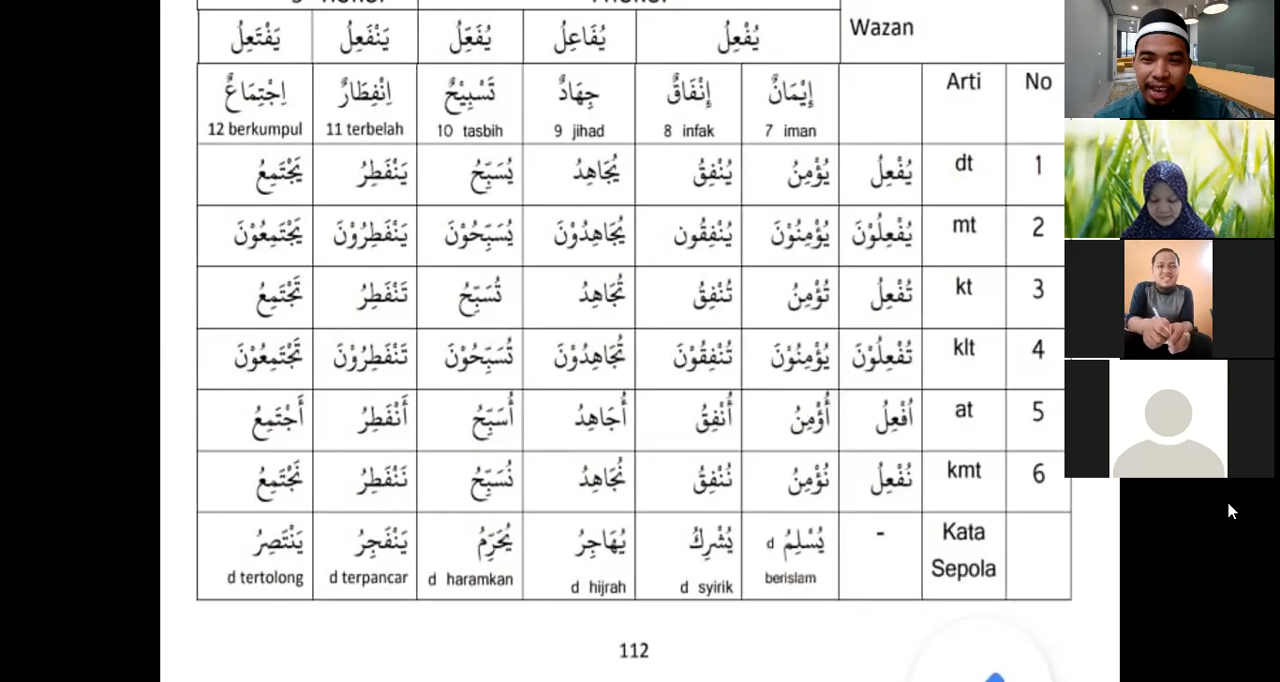 Wazan يُفْعِلُ يُفَاعِلُ يُفَعِّلُ يَنْفَعِلُ يَفْتَعِلُ
No Arti إِيْمَانٌ إِنْفَاقٌ جِهَادٌ تَسْبِيْحٌ اِنْفِطَارٌ اِجْتِمَاعٌ
7 iman 8 infak 9 jihad 10 tasbih 11 terbelah 12 berkumpul
1 dt يُفْعِلُ يُؤْمِنُ يُنْفِقُ يُجَاهِدُ يُسَبِّحُ يَنْفَطِرُ يَجْتَمِعُ
2 mt يُفْعِلُوْنَ يُؤْمِنُوْنَ يُنْفِقُون يُجَاهِدُوْنَ يُسَبِّحُوْنَ يَنْفَطِرُوْنَ يَجْتَمِعُوْنَ
3 kt تُفْعِلُ تُؤْمِنُ تُنْفِقُ تُجَاهِدُ تُسَبِّحُ تَنْفَطِرُ تَجْتَمِعُ
4 klt تُفْعِلُوْنَ يُؤْمِنُوْنَ تُنْفِقُوْنَ تُجَاهِدُوْنَ تُسَبِّحُوْنَ تَنْفَطِرُوْنَ تَجْتَمِعُوْنَ
5 at اُفْعِلُ أُؤْمِنُ أُنْفِقُ أُجَاهِدُ أُسَبِّحُ أَنْفَطِرُ أَجْتَمِعُ
6 kmt نُفْعِلُ نُؤْمِنُ نُنْفِقُ نُجَاهِدُ نُسَبِّحُ نَنْفَطِرُ نَجْتَمِعُ
Kata - يُسْلِمُ d يُشْرِكُ يُهَاجِرُ يُحَرِّمُ يَنْفَجِرُ يَنْتَصِرُ
Sepola berislam d syirik d hijrah d haramkan d terpancar d tertolong
112